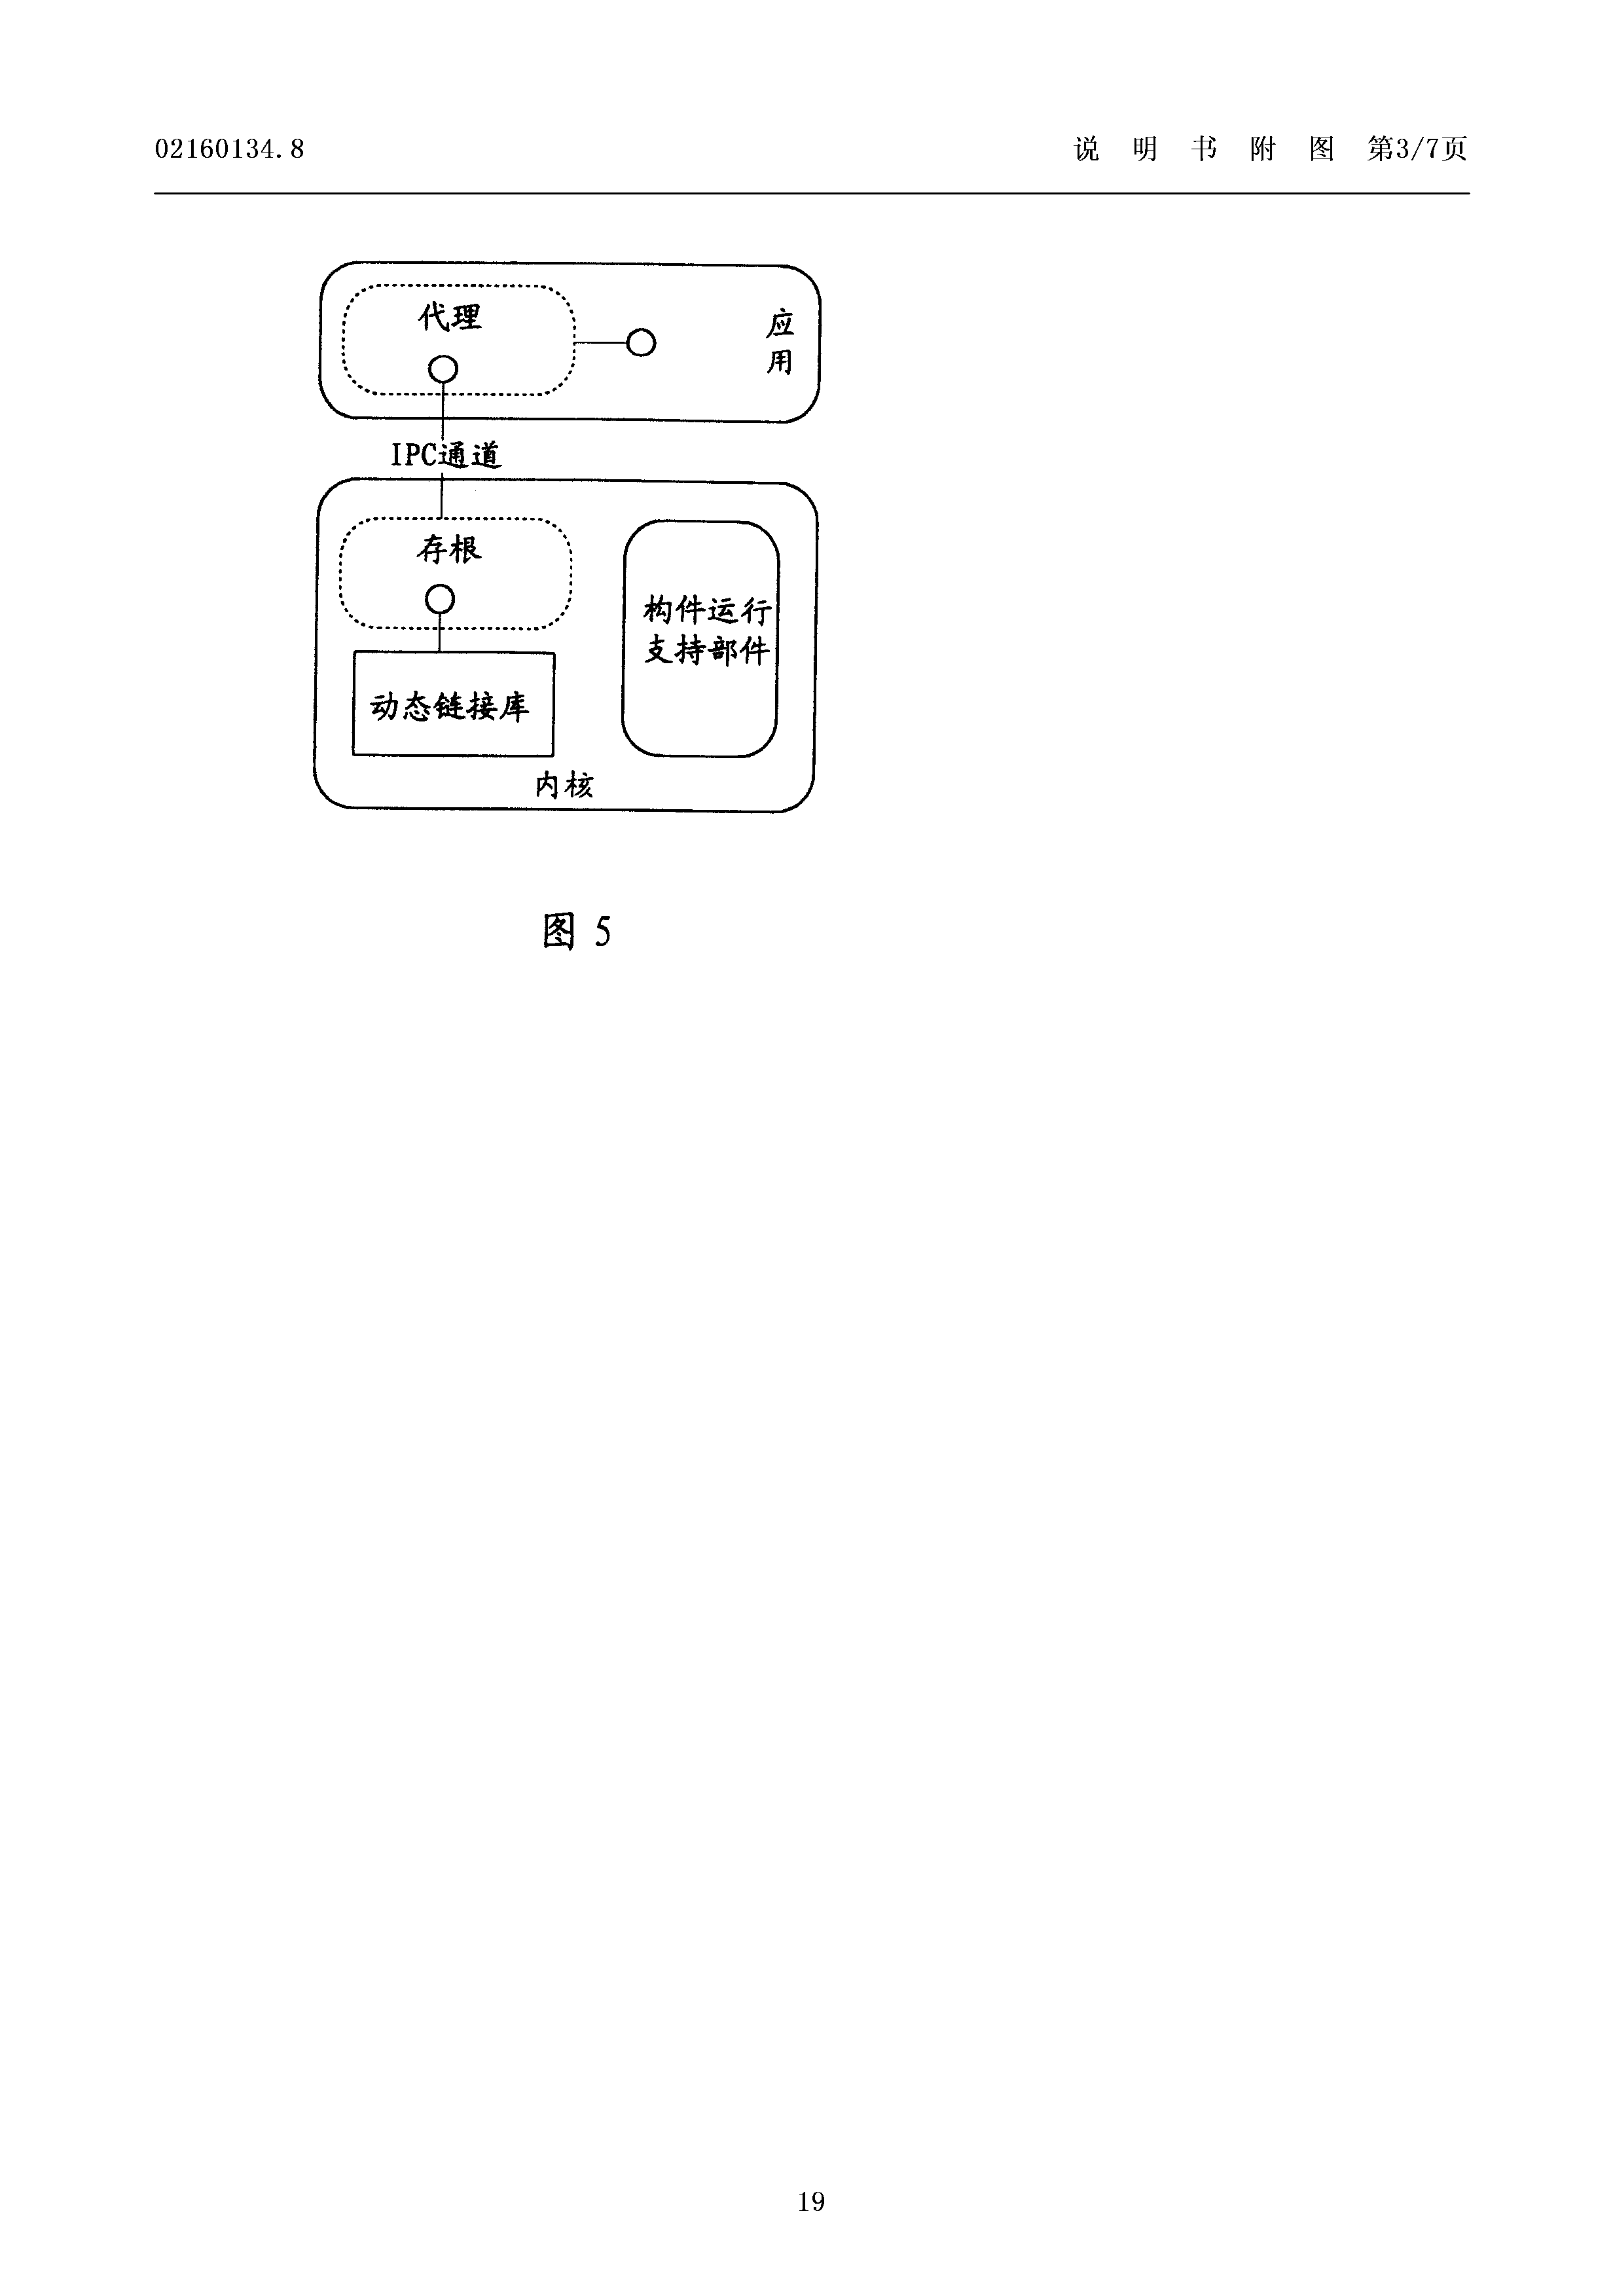 02160134.8 说 明 书 附 图 第3/7页
代理
应
用
IPC通道
存根
构件运行
支持部件
动态链接库
内核
图 5
19